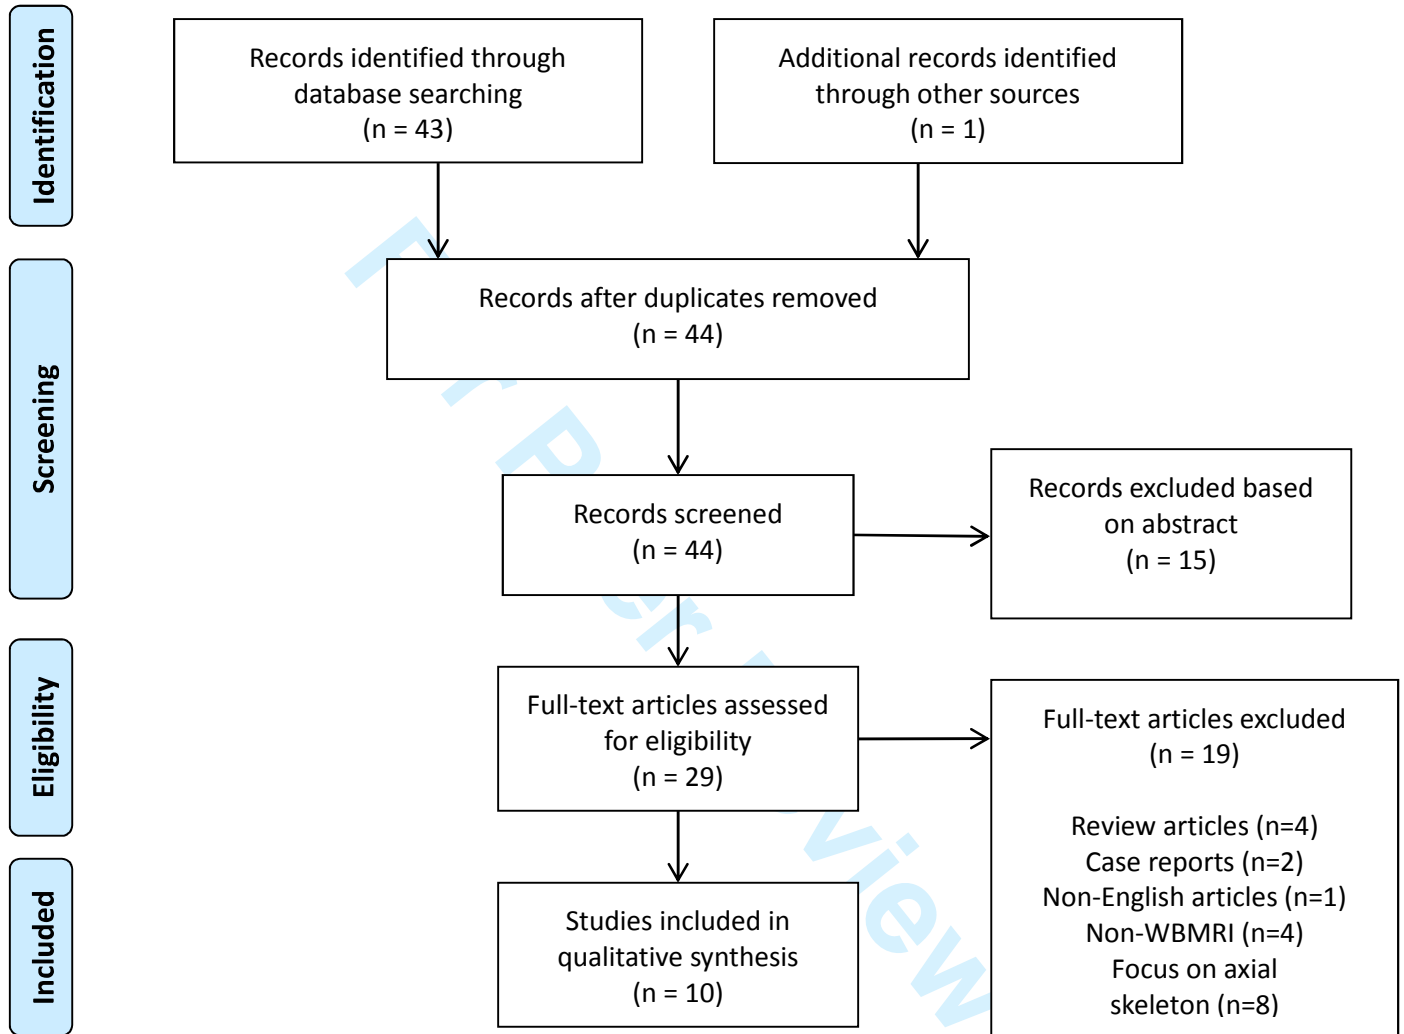 Identification
Records identified through
database searching
(n = 43)
Additional records identified
through other sources
(n = 1)
Screening
Records after duplicates removed
(n = 44)
Records screened
(n = 44)
Records excluded based
on abstract
(n = 15)
Eligibility
Full-text articles assessed
for eligibility
(n = 29)
Full-text articles excluded
(n = 19)
Review articles (n=4)
Case reports (n=2)
Non-English articles (n=1)
Non-WBMRI (n=4)
Focus on axial
skeleton (n=8)
Included
Studies included in
qualitative synthesis
(n = 10)